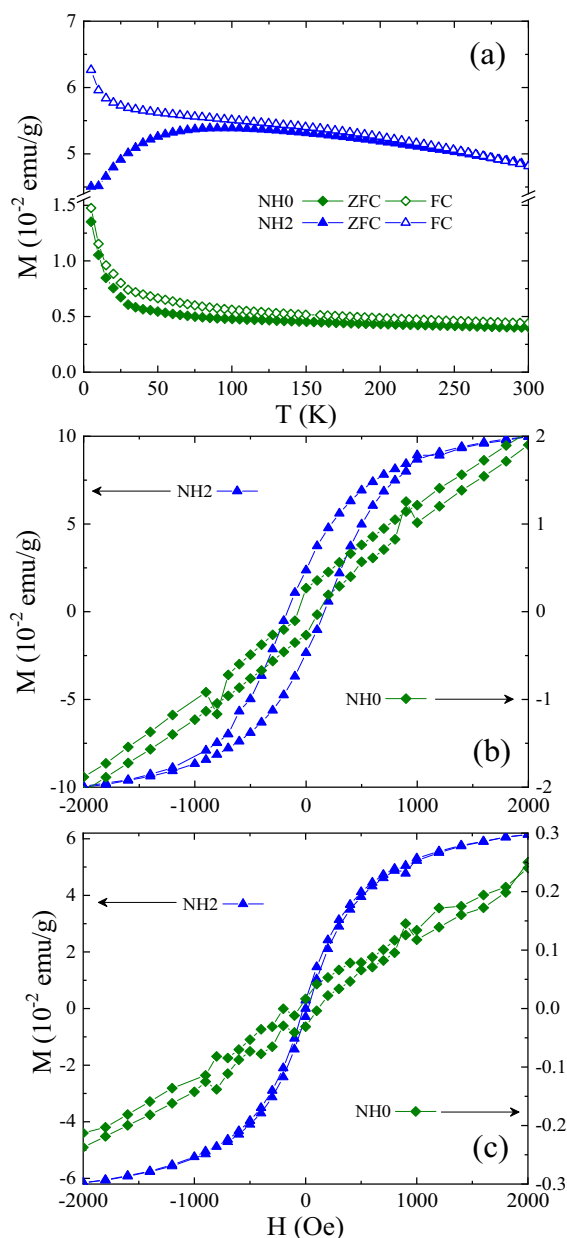 (a)
7
6
5
1.5
1.0
0.5
0.0
M (10⁻² emu/g)
NH0 ZFC FC
NH2 ZFC FC
0 50 100 150 200 250 300
T (K)
10
5
0
-5
-10
M (10⁻² emu/g)
NH2
NH0
2
1
0
-1
-2
(b)
-2000 -1000 0 1000 2000
6
4
2
0
-2
-4
-6
M (10⁻² emu/g)
NH2
NH0
0.3
0.2
0.1
0.0
-0.1
-0.2
-0.3
(c)
-2000 -1000 0 1000 2000
H (Oe)